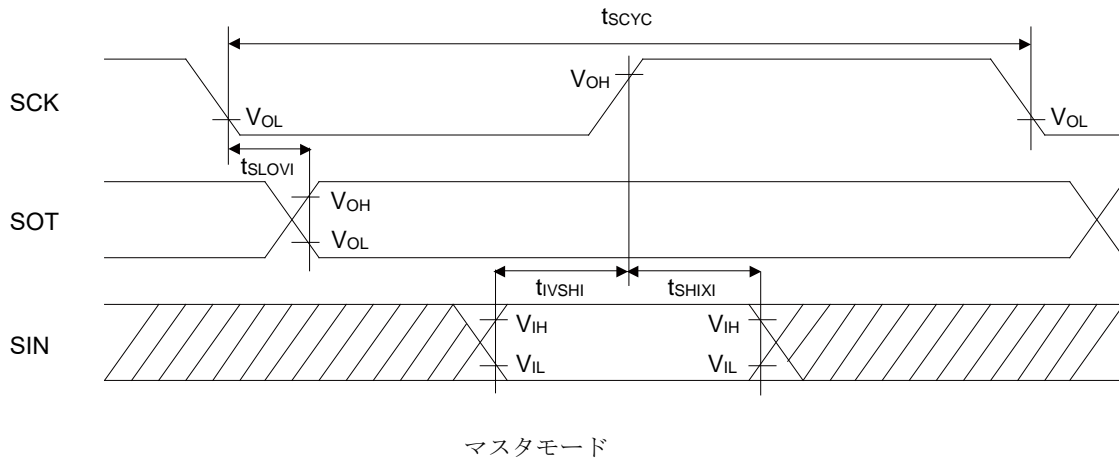 tSCYC
SCK
VOH
VOL
VOL
tSLOVI
SOT
VOH
VOL
tIVSHI
tSHIXI
SIN
VIH
VIH
VIL
VIL
マスタモード